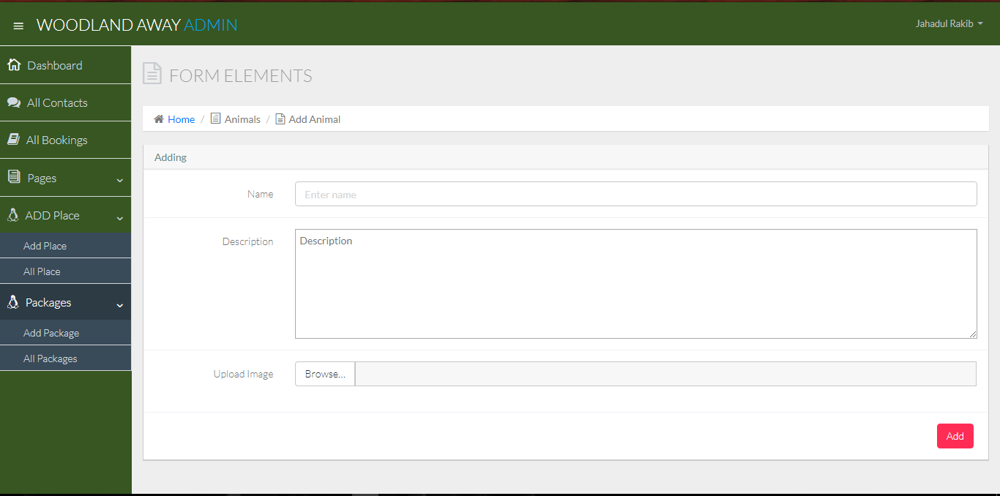 WOODLAND AWAY ADMIN
Jahadul Rakib
Dashboard
All Contacts
All Bookings
Pages
ADD Place
Add Place
All Place
Packages
Add Package
All Packages
FORM ELEMENTS
Home / Animals / Add Animal
Adding
Name
Enter name
Description
Description
Upload Image
Browse...
Add